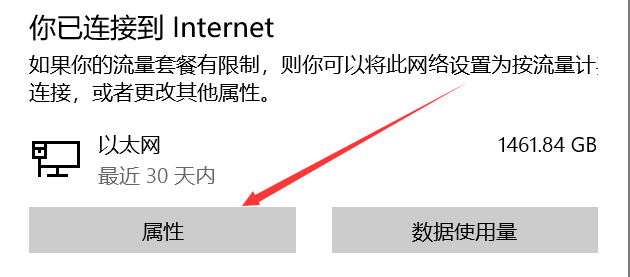 你已连接到 Internet
如果你的流量套餐有限制，则你可以将此网络设置为按流量计
连接，或者更改其他属性。
以太网
1461.84 GB
最近 30 天内
属性
数据使用量